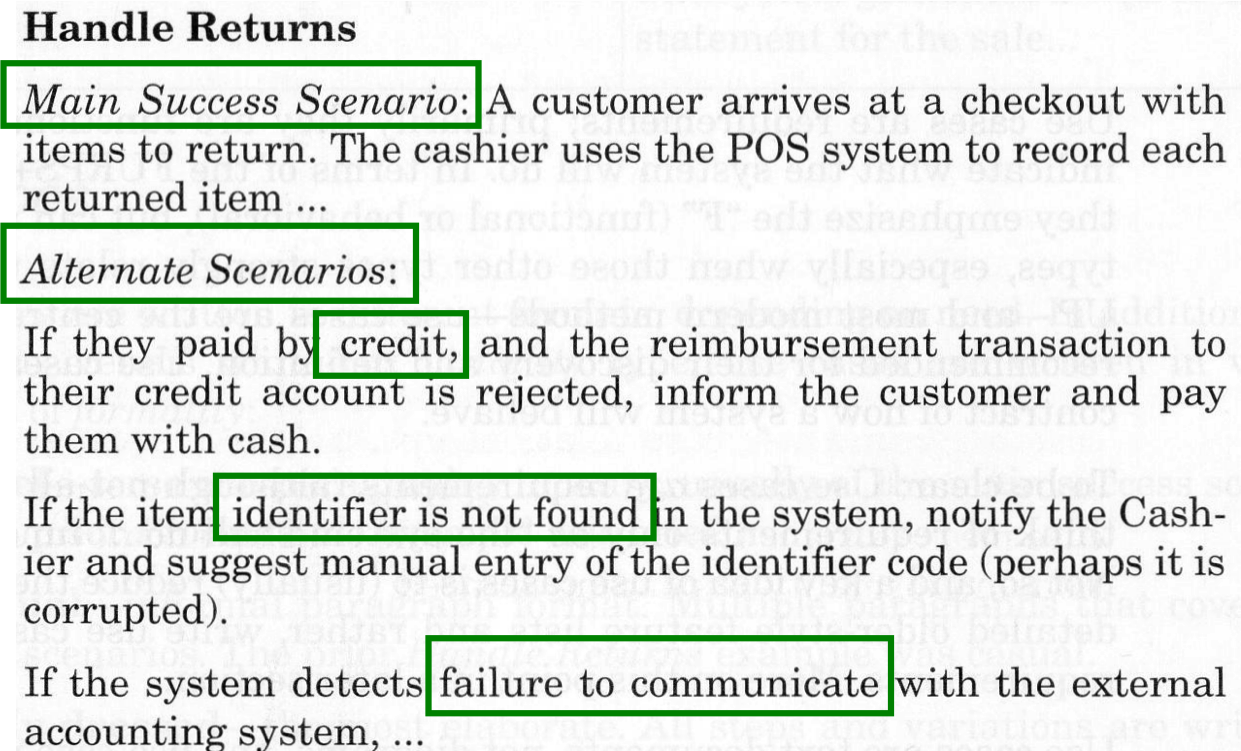 Handle Returns
Main Success Scenario: A customer arrives at a checkout with
items to return. The cashier uses the POS system to record each
returned item ...
Alternate Scenarios:
If they paid by credit, and the reimbursement transaction to
their credit account is rejected, inform the customer and pay
them with cash.
If the item identifier is not found in the system, notify the Cash-
ier and suggest manual entry of the identifier code (perhaps it is
corrupted).
If the system detects failure to communicate with the external
accounting system, ...